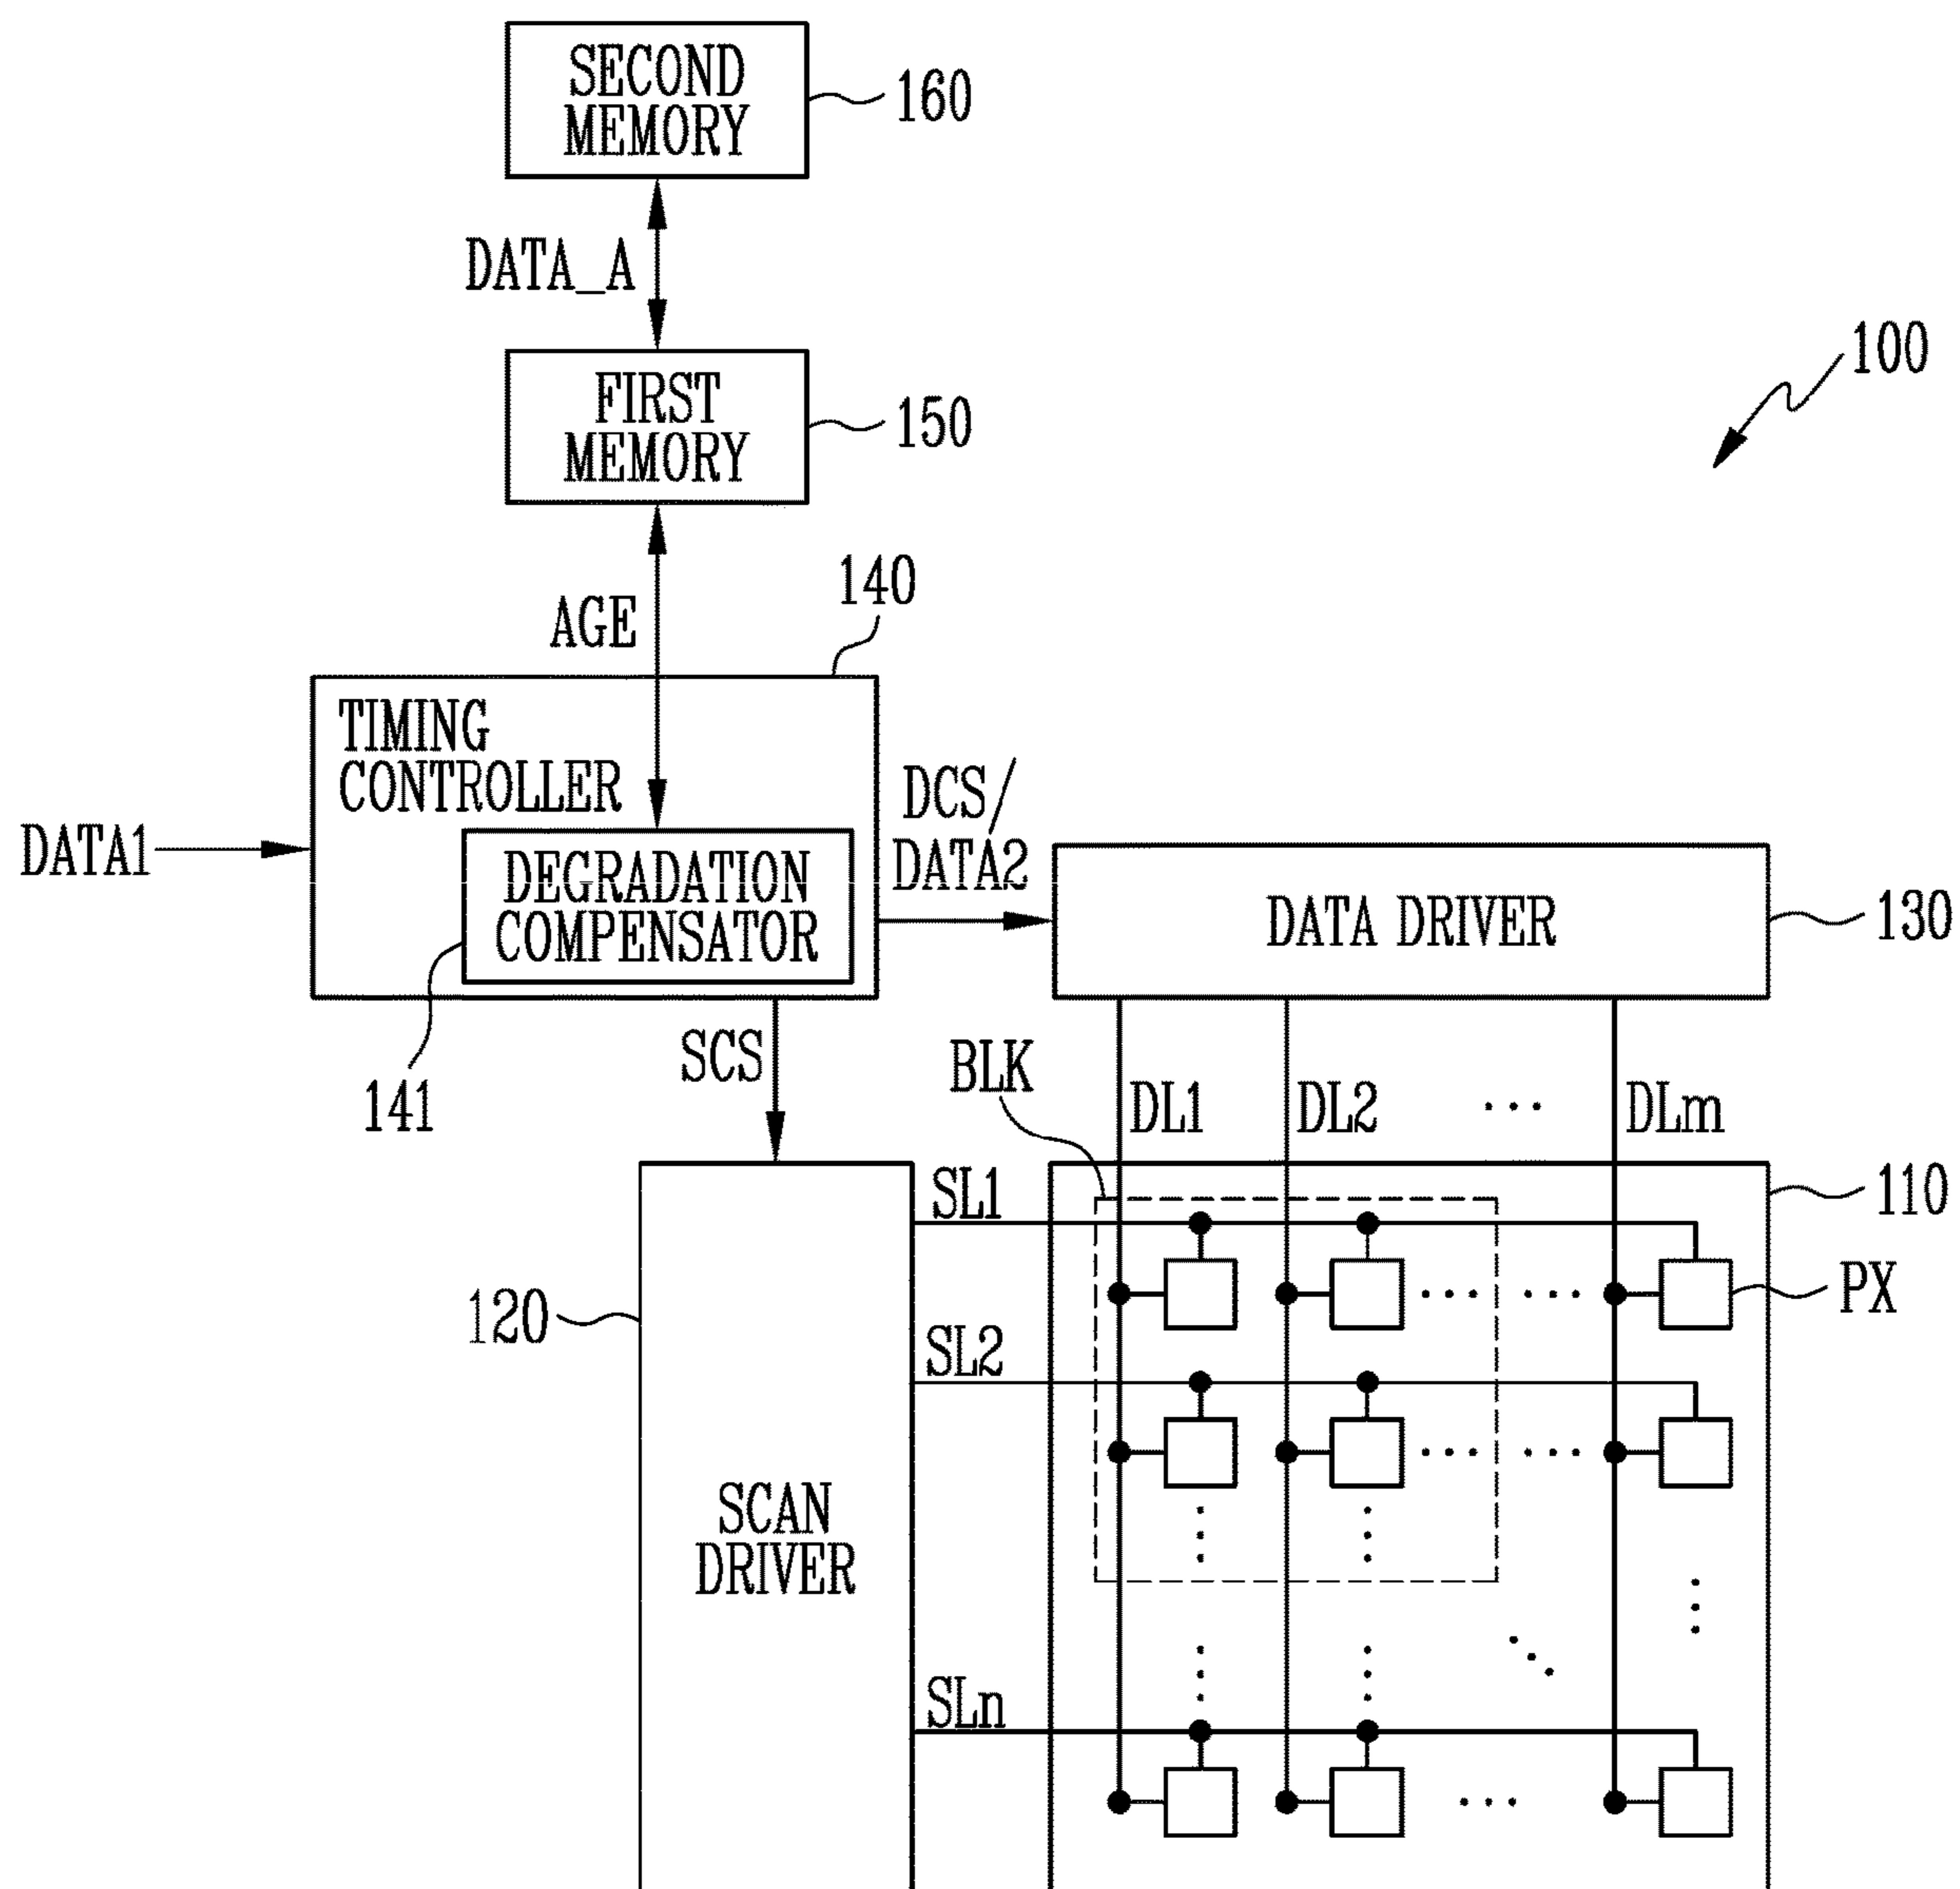 SECOND
MEMORY
160
DATA_A
FIRST
MEMORY
150
100
AGE
140
TIMING
CONTROLLER
DATA1
DEGRADATION
COMPENSATOR
DCS/
DATA2
DATA DRIVER
130
141
SCS
BLK
DL1
DL2
...
DLm
SL1
110
120
PX
SL2
SCAN
DRIVER
SLn